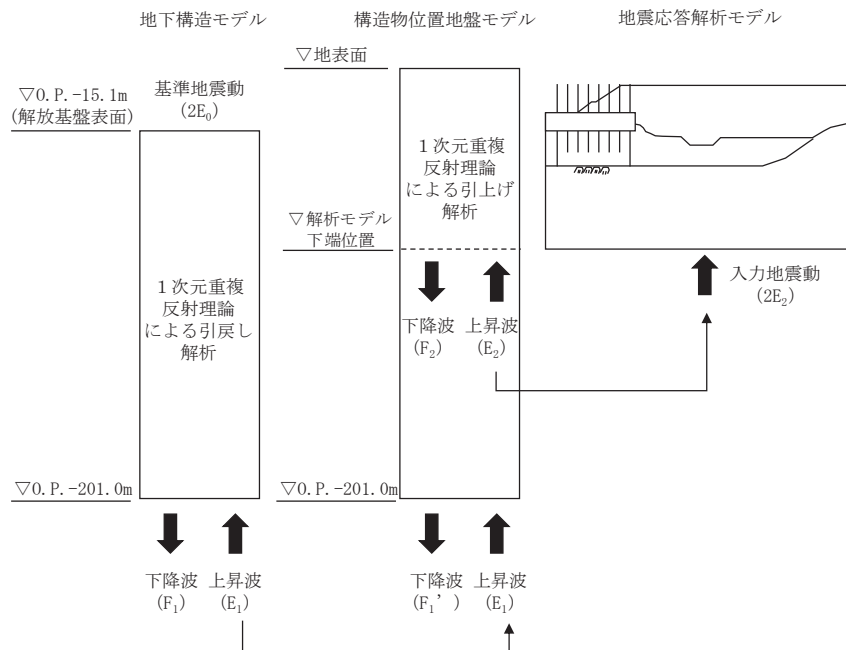 地下構造モデル
▽O.P.-15.1m
(解放基盤表面)
基準地震動
(2E₀)
1次元重複
反射理論
による引戻し
解析
▽O.P.-201.0m
下降波
(F₁)
上昇波
(E₁)
構造物位置地盤モデル
▽地表面
1次元重複
反射理論
による引上げ
解析
▽解析モデル
下端位置
下降波
(F₂)
上昇波
(E₂)
▽O.P.-201.0m
下降波
(F₁’)
上昇波
(E₁)
地震応答解析モデル
入力地震動
(2E₂)